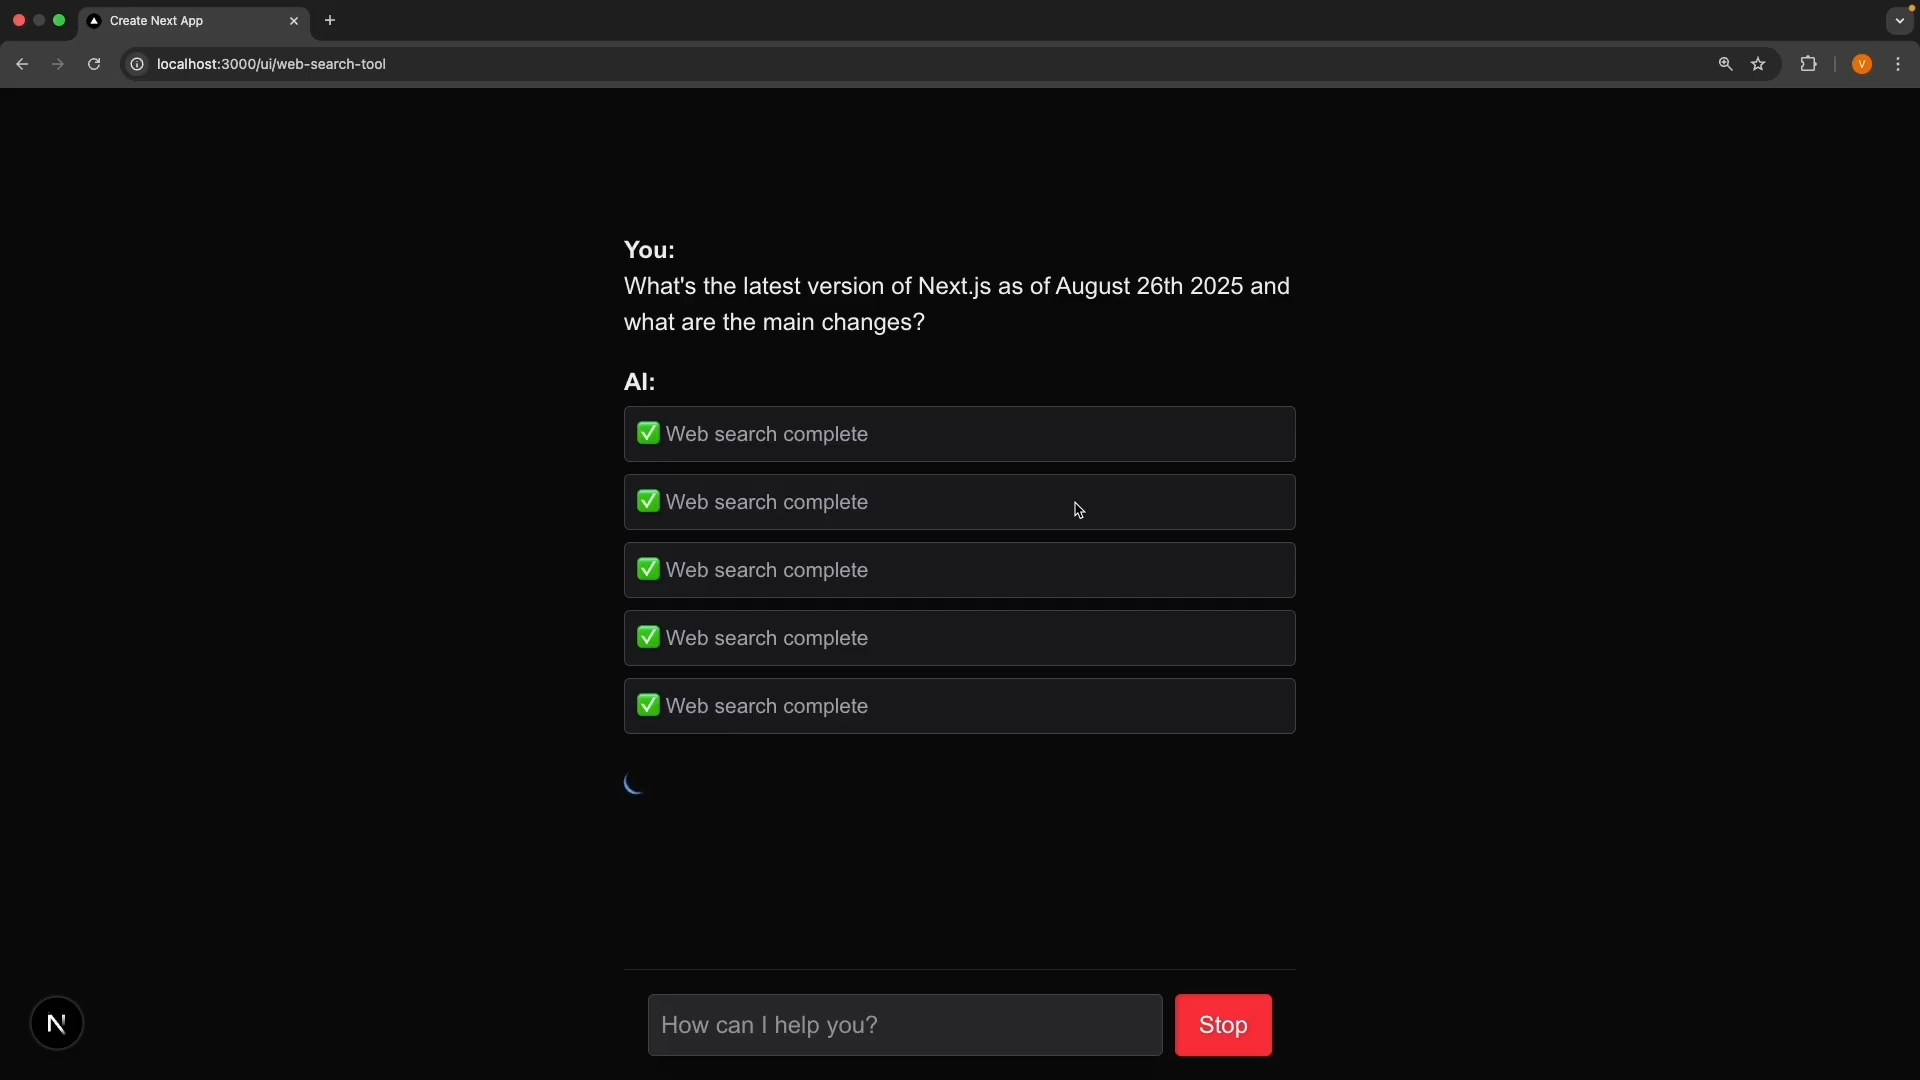 Create Next App
localhost:3000/ui/web-search-tool
V
You:
What's the latest version of Next.js as of August 26th 2025 and
what are the main changes?
AI:
✅ Web search complete
✅ Web search complete
✅ Web search complete
✅ Web search complete
✅ Web search complete
N
How can I help you?
Stop